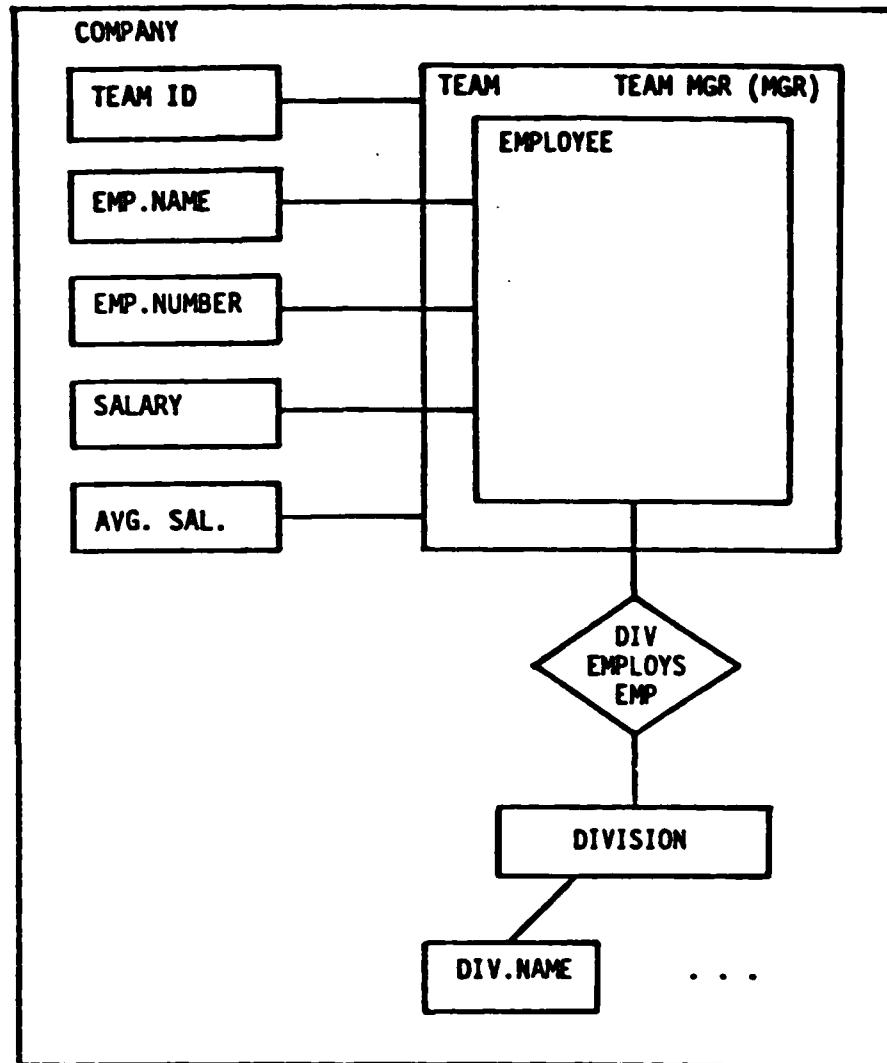 COMPANY
TEAM ID
TEAM TEAM MGR (MGR)
EMPLOYEE
EMP.NAME
EMP.NUMBER
SALARY
AVG. SAL.
DIV
EMPLOYS
EMP
DIVISION
DIV.NAME . . .